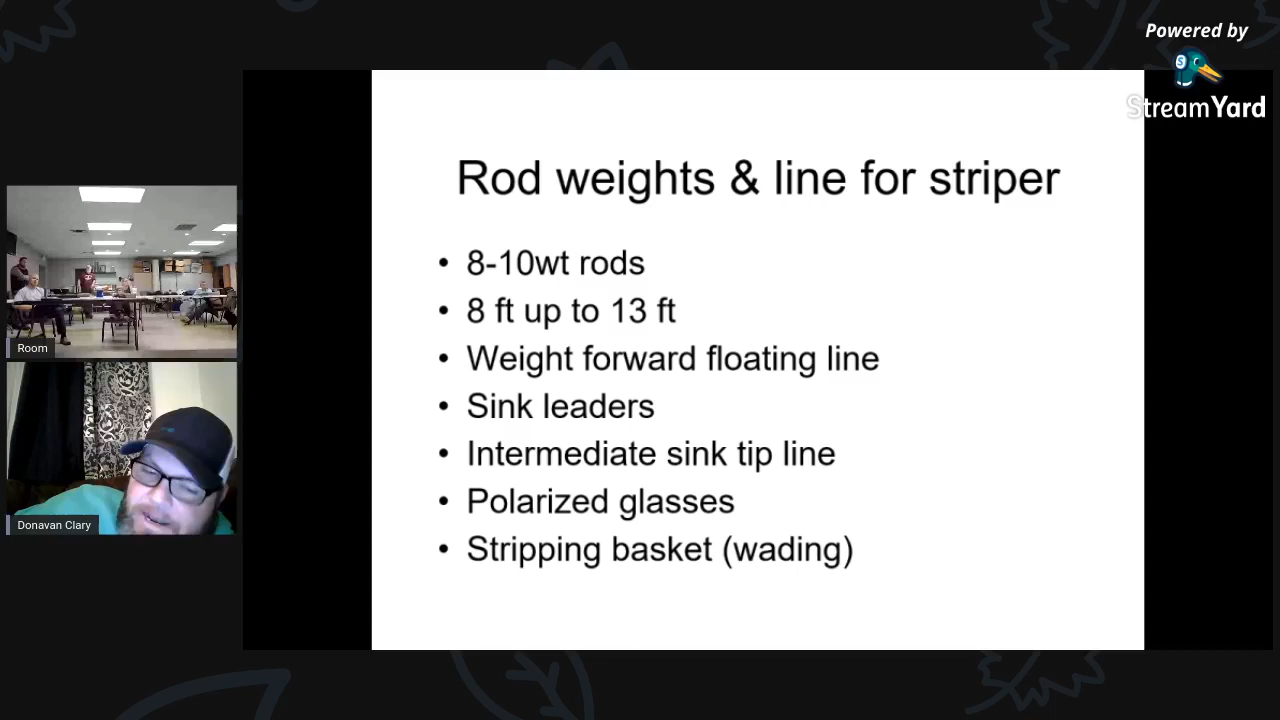 Powered by
StreamYard
Rod weights & line for striper
• 8-10wt rods
• 8 ft up to 13 ft
• Weight forward floating line
• Sink leaders
• Intermediate sink tip line
• Polarized glasses
• Stripping basket (wading)
Room
Donavan Clary